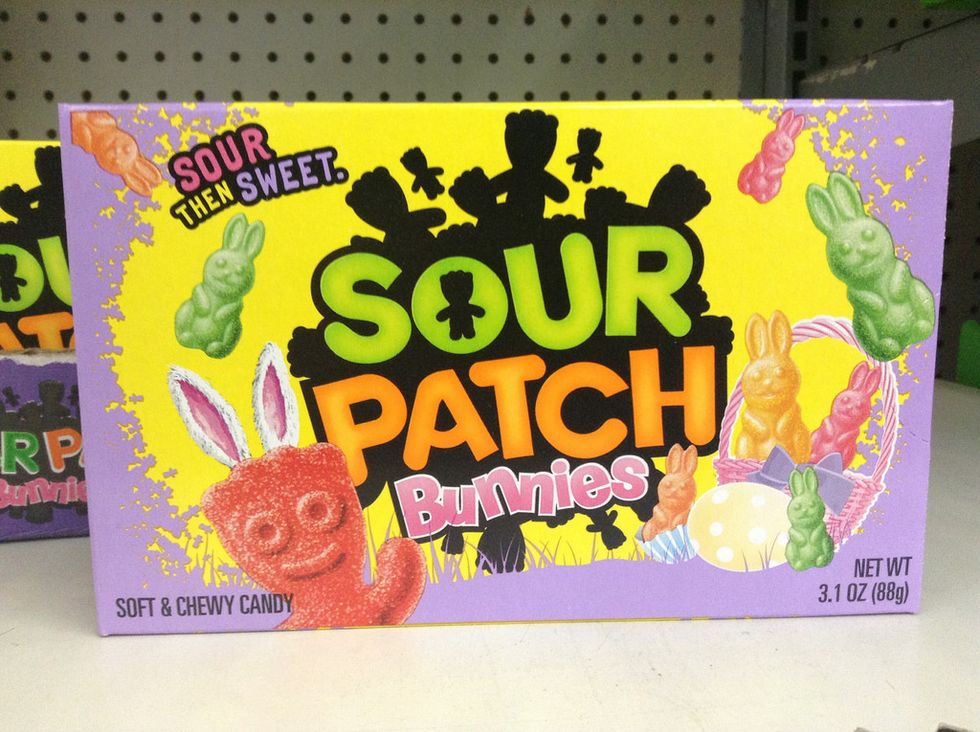 SOUR
THEN SWEET.
SOUR
PATCH
Bunnies
SOFT & CHEWY CANDY
NET WT
3.1 OZ (88g)